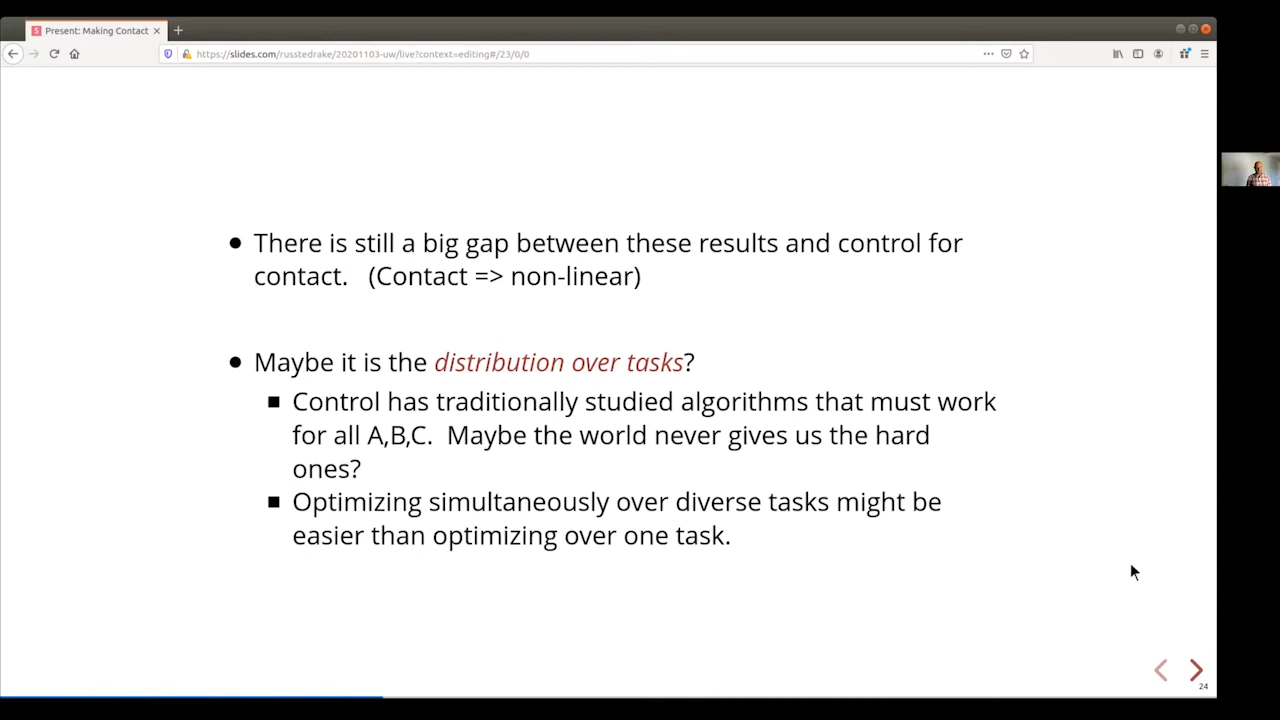 Present: Making Contact
https://slides.com/russtedrake/20201103-uw/live?context=editing#/23/0/0
• There is still a big gap between these results and control for
contact. (Contact => non-linear)
• Maybe it is the distribution over tasks?
■ Control has traditionally studied algorithms that must work
for all A,B,C. Maybe the world never gives us the hard
ones?
■ Optimizing simultaneously over diverse tasks might be
easier than optimizing over one task.
24